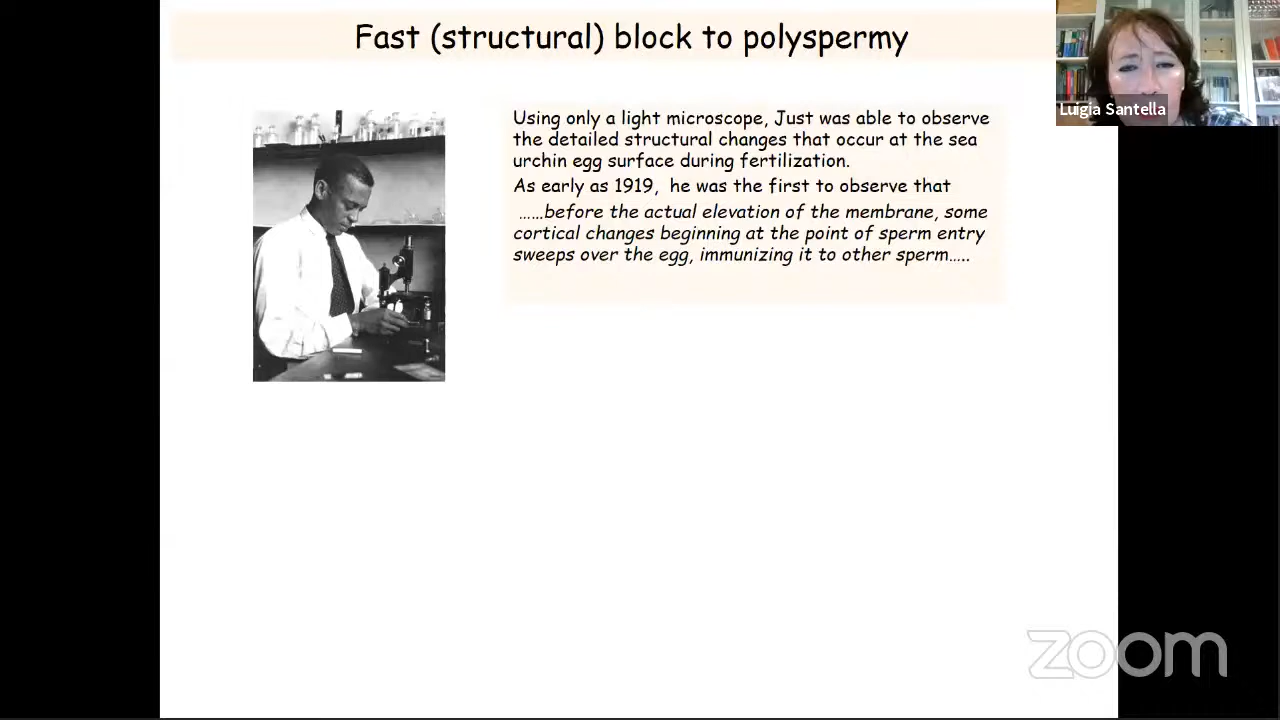 Fast (structural) block to polyspermy
Luigia Santella
Using only a light microscope, Just was able to observe
the detailed structural changes that occur at the sea
urchin egg surface during fertilization.
As early as 1919,  he was the first to observe that
……before the actual elevation of the membrane, some
cortical changes beginning at the point of sperm entry
sweeps over the egg, immunizing it to other sperm…..
zoom